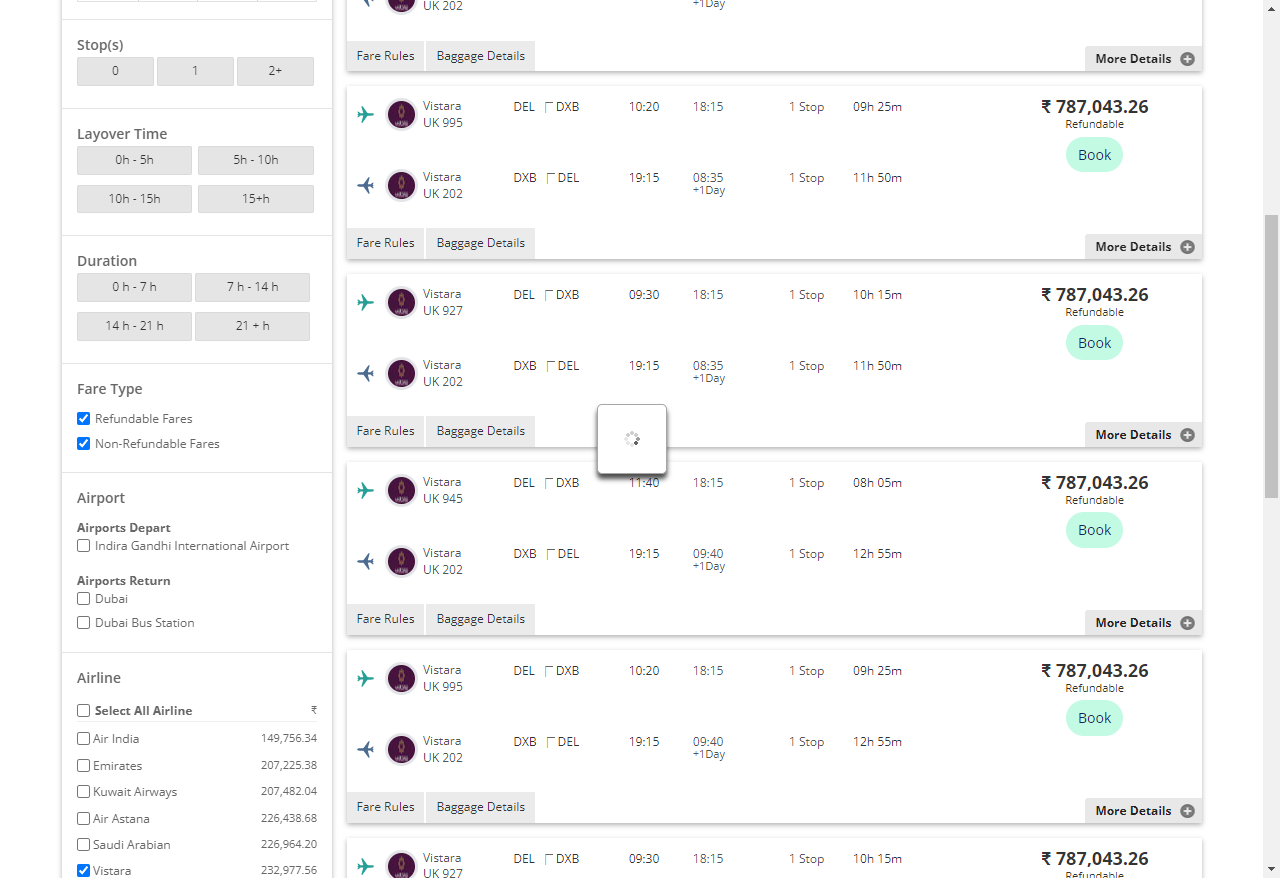 Stop(s)
0 1 2+
Layover Time
0h - 5h 5h - 10h
10h - 15h 15+h
Duration
0 h - 7 h 7 h - 14 h
14 h - 21 h 21 + h
Fare Type
Refundable Fares
Non-Refundable Fares
Airport
Airports Depart
Indira Gandhi International Airport
Airports Return
Dubai
Dubai Bus Station
Airline
Select All Airline ₹
Air India 149,756.34
Emirates 207,225.38
Kuwait Airways 207,482.04
Air Astana 226,438.68
Saudi Arabian 226,964.20
Vistara 232,977.56
UK 202 +1Day
Fare Rules Baggage Details
More Details
Vistara DEL DXB 10:20 18:15 1 Stop 09h 25m ₹ 787,043.26
UK 995 Refundable
Book
Vistara DXB DEL 19:15 08:35 1 Stop 11h 50m
UK 202 +1Day
Fare Rules Baggage Details
More Details
Vistara DEL DXB 09:30 18:15 1 Stop 10h 15m ₹ 787,043.26
UK 927 Refundable
Book
Vistara DXB DEL 19:15 08:35 1 Stop 11h 50m
UK 202 +1Day
Fare Rules Baggage Details
More Details
Vistara DEL DXB 11:40 18:15 1 Stop 08h 05m ₹ 787,043.26
UK 945 Refundable
Book
Vistara DXB DEL 19:15 09:40 1 Stop 12h 55m
UK 202 +1Day
Fare Rules Baggage Details
More Details
Vistara DEL DXB 10:20 18:15 1 Stop 09h 25m ₹ 787,043.26
UK 995 Refundable
Book
Vistara DXB DEL 19:15 09:40 1 Stop 12h 55m
UK 202 +1Day
Fare Rules Baggage Details
More Details
Vistara DEL DXB 09:30 18:15 1 Stop 10h 15m ₹ 787,043.26
UK 927 Refundable